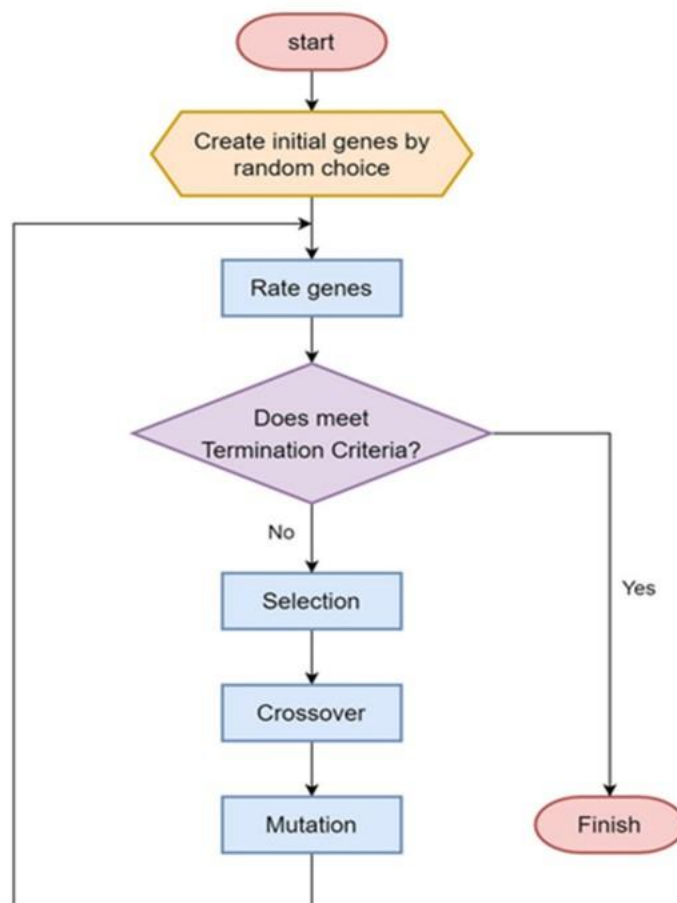 start
Create initial genes by
random choice
Rate genes
Does meet
Termination Criteria?
No
Yes
Selection
Crossover
Mutation
Finish